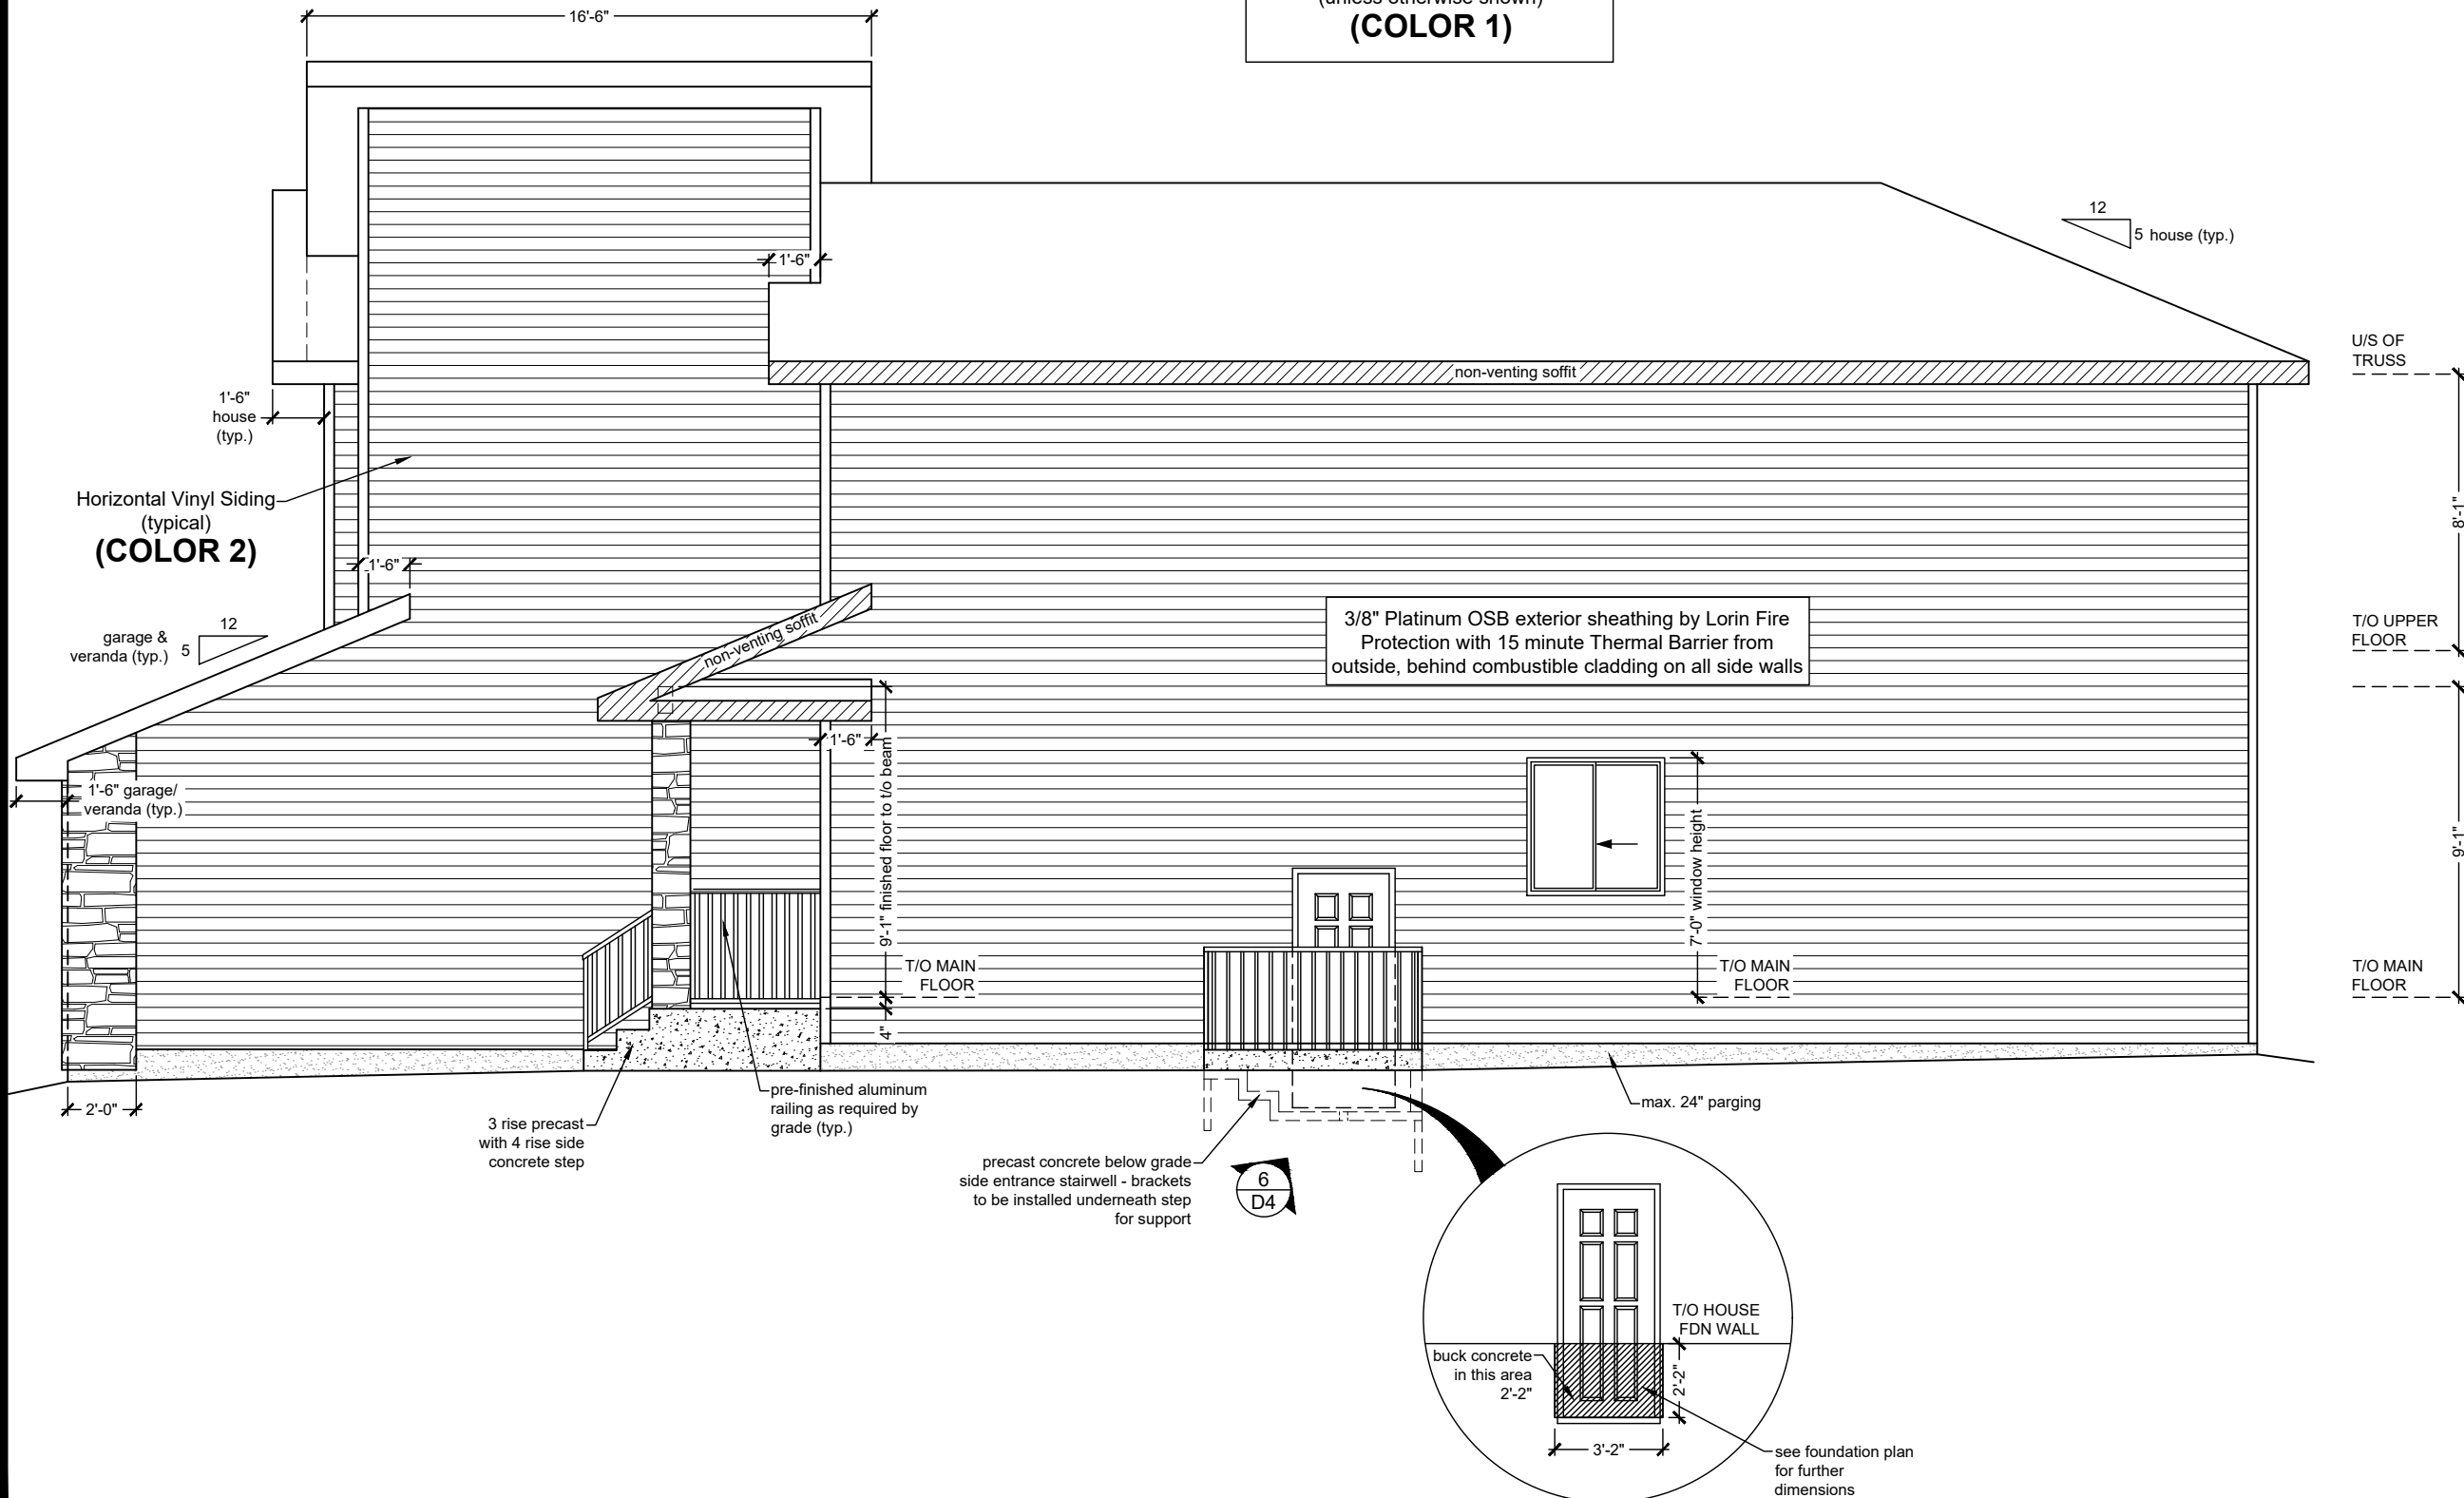 16'-6"
(unless otherwise shown)
(COLOR 1)
12
5 house (typ.)
1'-6"
U/S OF
TRUSS
non-venting soffit
1'-6"
house
(typ.)
Horizontal Vinyl Siding
(typical)
(COLOR 2)
8'-1"
1'-6"
garage &
veranda (typ.)
12
5
non-venting soffit
3/8" Platinum OSB exterior sheathing by Lorin Fire
Protection with 15 minute Thermal Barrier from
outside, behind combustible cladding on all side walls
T/O UPPER
FLOOR
1'-6"
1'-6" garage/
veranda (typ.)
9'-1" finished floor to t/o beam
7'-0" window height
9'-1"
T/O MAIN
FLOOR
T/O MAIN
FLOOR
T/O MAIN
FLOOR
4"
2'-0"
3 rise precast
with 4 rise side
concrete step
pre-finished aluminum
railing as required by
grade (typ.)
max. 24" parging
precast concrete below grade
side entrance stairwell - brackets
to be installed underneath step
for support
6
D4
T/O HOUSE
FDN WALL
buck concrete
in this area
2'-2"
2'-2"
3'-2"
see foundation plan
for further
dimensions